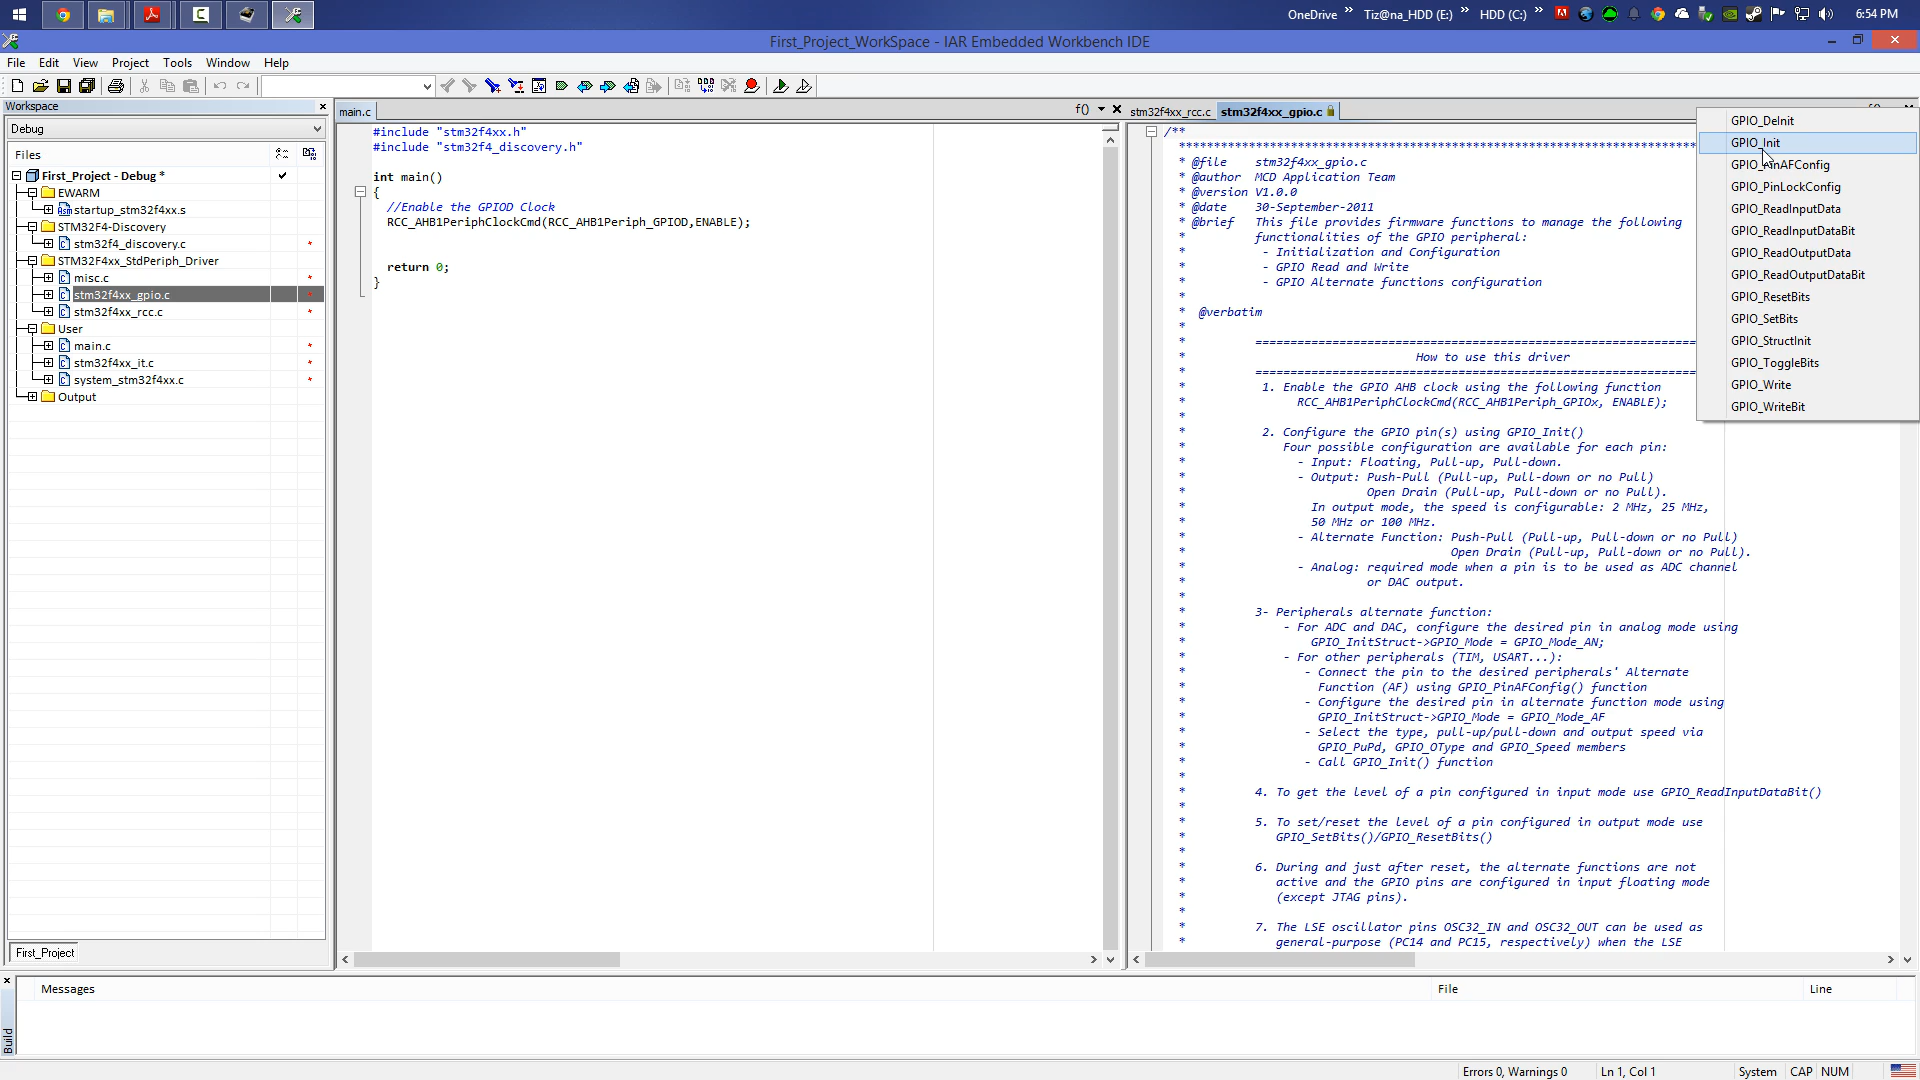 OneDrive » Tiz@na_HDD (E:) » HDD (C:) » 6:54 PM
First_Project_WorkSpace - IAR Embedded Workbench IDE
File Edit View Project Tools Window Help
Workspace
Debug
Files
First_Project - Debug *
EWARM
startup_stm32f4xx.s
STM32F4-Discovery
stm32f4_discovery.c
STM32F4xx_StdPeriph_Driver
misc.c
stm32f4xx_gpio.c
stm32f4xx_rcc.c
User
main.c
stm32f4xx_it.c
system_stm32f4xx.c
Output
First_Project
main.c f()
#include "stm32f4xx.h"
#include "stm32f4_discovery.h"
int main()
{
//Enable the GPIOD Clock
RCC_AHB1PeriphClockCmd(RCC_AHB1Periph_GPIOD,ENABLE);
return 0;
}
stm32f4xx_rcc.c stm32f4xx_gpio.c
/**
******************************************************************************
* @file stm32f4xx_gpio.c
* @author MCD Application Team
* @version V1.0.0
* @date 30-September-2011
* @brief This file provides firmware functions to manage the following
* functionalities of the GPIO peripheral:
* - Initialization and Configuration
* - GPIO Read and Write
* - GPIO Alternate functions configuration
*
* @verbatim
*
* ===================================================================
* How to use this driver
* ===================================================================
* 1. Enable the GPIO AHB clock using the following function
* RCC_AHB1PeriphClockCmd(RCC_AHB1Periph_GPIOx, ENABLE);
*
* 2. Configure the GPIO pin(s) using GPIO_Init()
* Four possible configuration are available for each pin:
* - Input: Floating, Pull-up, Pull-down.
* - Output: Push-Pull (Pull-up, Pull-down or no Pull)
* Open Drain (Pull-up, Pull-down or no Pull).
* In output mode, the speed is configurable: 2 MHz, 25 MHz,
* 50 MHz or 100 MHz.
* - Alternate Function: Push-Pull (Pull-up, Pull-down or no Pull)
* Open Drain (Pull-up, Pull-down or no Pull).
* - Analog: required mode when a pin is to be used as ADC channel
* or DAC output.
*
* 3- Peripherals alternate function:
* - For ADC and DAC, configure the desired pin in analog mode using
* GPIO_InitStruct->GPIO_Mode = GPIO_Mode_AN;
* - For other peripherals (TIM, USART...):
* - Connect the pin to the desired peripherals' Alternate
* Function (AF) using GPIO_PinAFConfig() function
* - Configure the desired pin in alternate function mode using
* GPIO_InitStruct->GPIO_Mode = GPIO_Mode_AF
* - Select the type, pull-up/pull-down and output speed via
* GPIO_PuPd, GPIO_OType and GPIO_Speed members
* - Call GPIO_Init() function
*
* 4. To get the level of a pin configured in input mode use GPIO_ReadInputDataBit()
*
* 5. To set/reset the level of a pin configured in output mode use
* GPIO_SetBits()/GPIO_ResetBits()
*
* 6. During and just after reset, the alternate functions are not
* active and the GPIO pins are configured in input floating mode
* (except JTAG pins).
*
* 7. The LSE oscillator pins OSC32_IN and OSC32_OUT can be used as
* general-purpose (PC14 and PC15, respectively) when the LSE
GPIO_DeInit
GPIO_Init
GPIO_PinAFConfig
GPIO_PinLockConfig
GPIO_ReadInputData
GPIO_ReadInputDataBit
GPIO_ReadOutputData
GPIO_ReadOutputDataBit
GPIO_ResetBits
GPIO_SetBits
GPIO_StructInit
GPIO_ToggleBits
GPIO_Write
GPIO_WriteBit
Messages File Line
Build
Errors 0, Warnings 0 Ln 1, Col 1 System CAP NUM